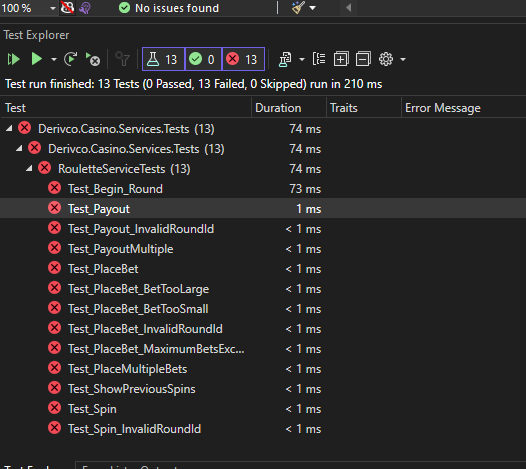 100 %
No issues found
Test Explorer
13 0 13
Test run finished: 13 Tests (0 Passed, 13 Failed, 0 Skipped) run in 210 ms
Test Duration Traits Error Message
Derivco.Casino.Services.Tests (13) 74 ms
Derivco.Casino.Services.Tests (13) 74 ms
RouletteServiceTests (13) 74 ms
Test_Begin_Round 73 ms
Test_Payout 1 ms
Test_Payout_InvalidRoundId < 1 ms
Test_PayoutMultiple < 1 ms
Test_PlaceBet < 1 ms
Test_PlaceBet_BetTooLarge < 1 ms
Test_PlaceBet_BetTooSmall < 1 ms
Test_PlaceBet_InvalidRoundId < 1 ms
Test_PlaceBet_MaximumBetsExc... < 1 ms
Test_PlaceMultipleBets < 1 ms
Test_ShowPreviousSpins < 1 ms
Test_Spin < 1 ms
Test_Spin_InvalidRoundId < 1 ms